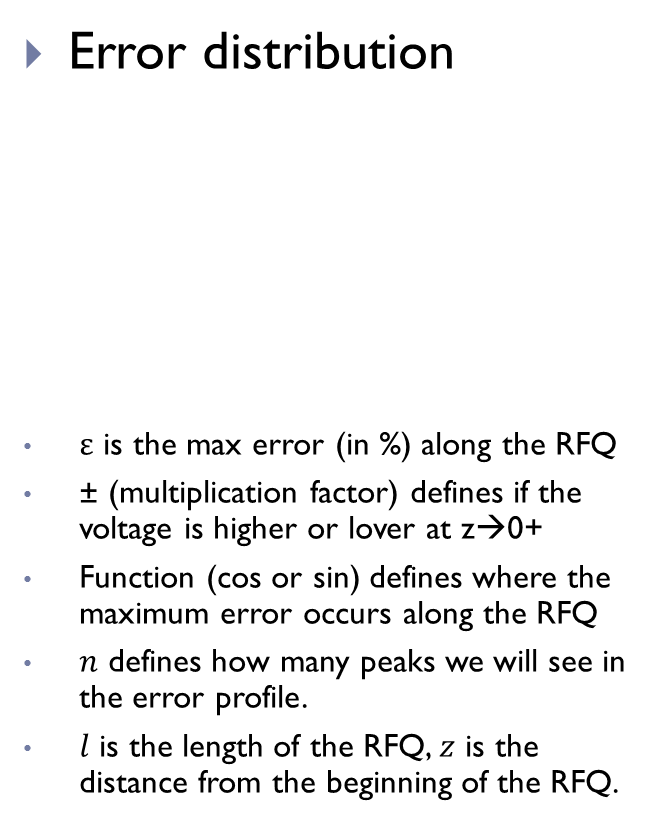 Error distribution
• ε is the max error (in %) along the RFQ
• ± (multiplication factor) defines if the
voltage is higher or lover at z→0+
• Function (cos or sin) defines where the
maximum error occurs along the RFQ
• n defines how many peaks we will see in
the error profile.
• l is the length of the RFQ, z is the
distance from the beginning of the RFQ.